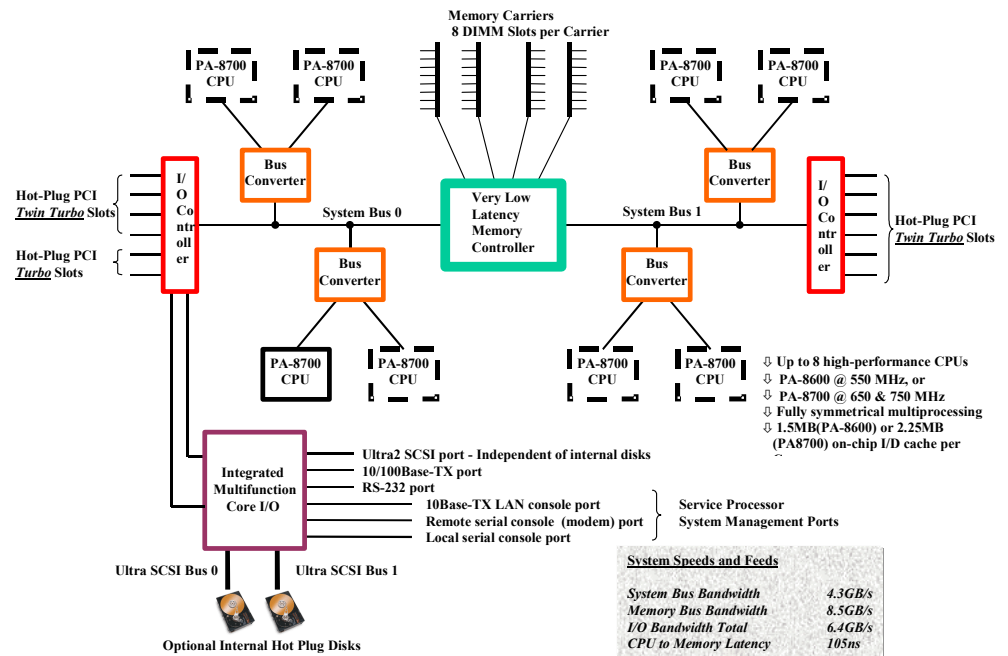 Memory Carriers
8 DIMM Slots per Carrier
PA-8700
CPU
PA-8700
CPU
PA-8700
CPU
PA-8700
CPU
Bus
Converter
Bus
Converter
I/
O
Co
ntr
oll
er
Hot-Plug PCI
Twin Turbo Slots
Hot-Plug PCI
Turbo Slots
System Bus 0
Very Low
Latency
Memory
Controller
System Bus 1
I/
O
Co
ntr
oll
er
Hot-Plug PCI
Twin Turbo Slots
Bus
Converter
Bus
Converter
PA-8700
CPU
PA-8700
CPU
PA-8700
CPU
PA-8700
CPU
⇩ Up to 8 high-performance CPUs
⇩ PA-8600 @ 550 MHz, or
⇩ PA-8700 @ 650 & 750 MHz
⇩ Fully symmetrical multiprocessing
⇩ 1.5MB(PA-8600) or 2.25MB
(PA8700) on-chip I/D cache per
Integrated
Multifunction
Core I/O
Ultra2 SCSI port - Independent of internal disks
10/100Base-TX port
RS-232 port
10Base-TX LAN console port
Remote serial console (modem) port
Local serial console port
Service Processor
System Management Ports
Ultra SCSI Bus 0
Ultra SCSI Bus 1
Optional Internal Hot Plug Disks
System Speeds and Feeds
System Bus Bandwidth 4.3GB/s
Memory Bus Bandwidth 8.5GB/s
I/O Bandwidth Total 6.4GB/s
CPU to Memory Latency 105ns